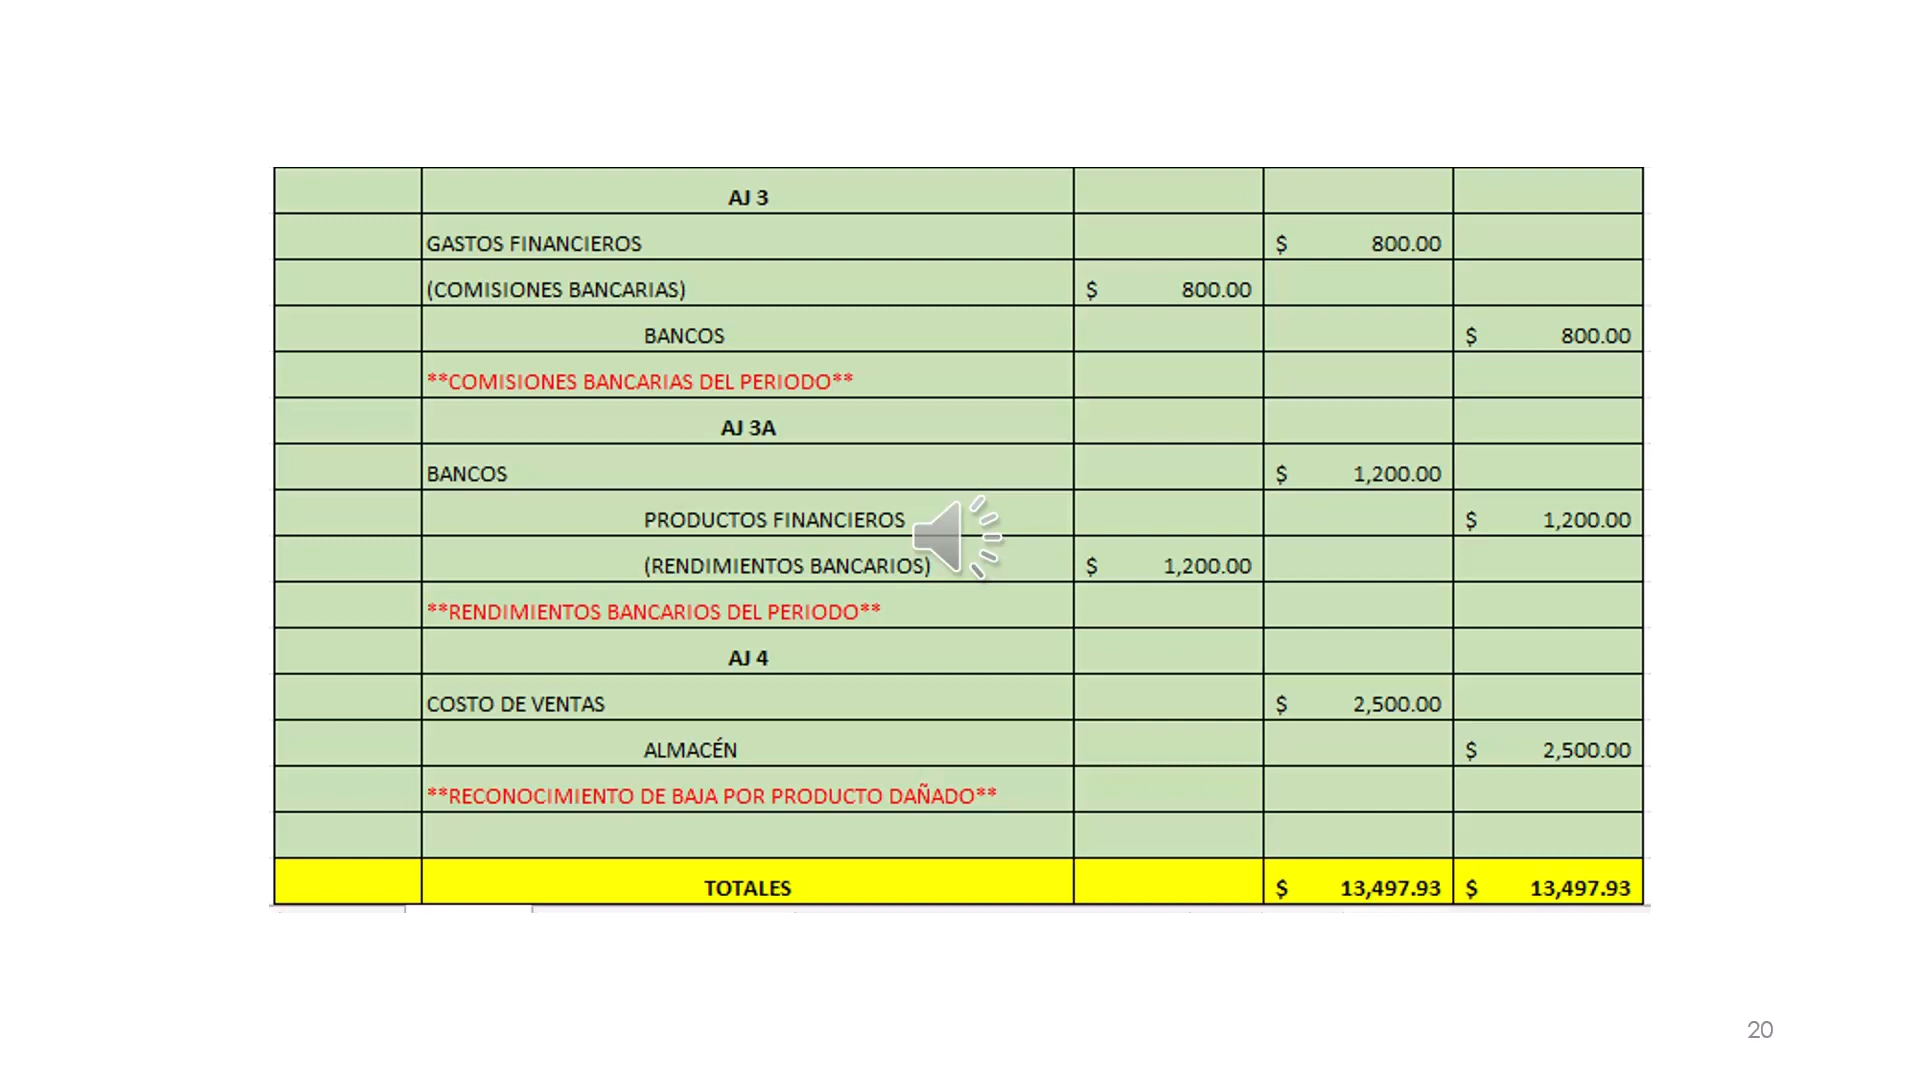 AJ 3
GASTOS FINANCIEROS $ 800.00
(COMISIONES BANCARIAS) $ 800.00
BANCOS $ 800.00
**COMISIONES BANCARIAS DEL PERIODO**
AJ 3A
BANCOS $ 1,200.00
PRODUCTOS FINANCIEROS $ 1,200.00
(RENDIMIENTOS BANCARIOS) $ 1,200.00
**RENDIMIENTOS BANCARIOS DEL PERIODO**
AJ 4
COSTO DE VENTAS $ 2,500.00
ALMACÉN $ 2,500.00
**RECONOCIMIENTO DE BAJA POR PRODUCTO DAÑADO**
TOTALES $ 13,497.93 $ 13,497.93
20